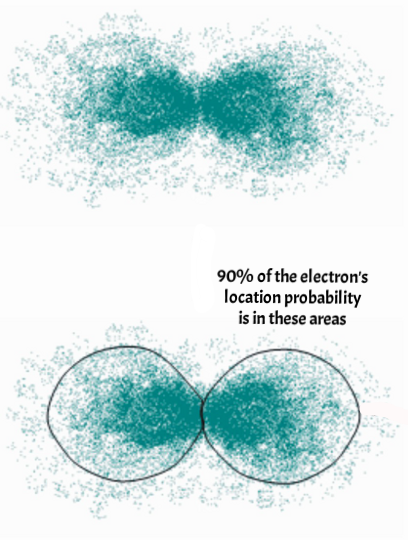 90% of the electron's
location probability
is in these areas